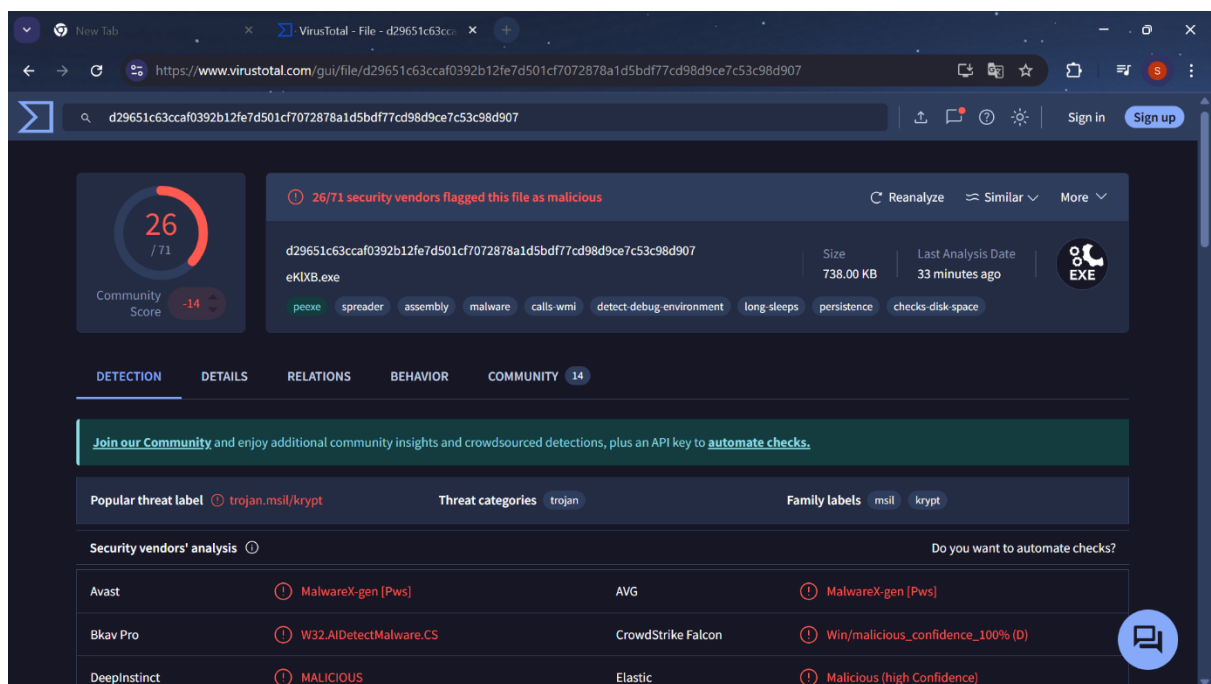 New Tab
VirusTotal - File - d29651c63cca
https://www.virustotal.com/gui/file/d29651c63ccaf0392b12fe7d501cf7072878a1d5bdf77cd98d9ce7c53c98d907
S
d29651c63ccaf0392b12fe7d501cf7072878a1d5bdf77cd98d9ce7c53c98d907
Sign in
Sign up
26
/ 71
Community
Score
-14
26/71 security vendors flagged this file as malicious
Reanalyze
Similar
More
d29651c63ccaf0392b12fe7d501cf7072878a1d5bdf77cd98d9ce7c53c98d907
eKlXB.exe
Size
738.00 KB
Last Analysis Date
33 minutes ago
EXE
peexe spreader assembly malware calls-wmi detect-debug-environment long-sleeps persistence checks-disk-space
DETECTION DETAILS RELATIONS BEHAVIOR COMMUNITY 14
Join our Community and enjoy additional community insights and crowdsourced detections, plus an API key to automate checks.
Popular threat label trojan.msil/krypt Threat categories trojan Family labels msil krypt
Security vendors' analysis Do you want to automate checks?
Avast MalwareX-gen [Pws] AVG MalwareX-gen [Pws]
Bkav Pro W32.AIDetectMalware.CS CrowdStrike Falcon Win/malicious_confidence_100% (D)
DeepInstinct MALICIOUS Elastic Malicious (high Confidence)